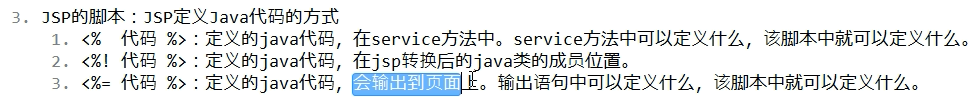 3. JSP的脚本：JSP定义Java代码的方式
1. <%  代码 %>：定义的java代码，在service方法中。service方法中可以定义什么，该脚本中就可以定义什么。
2. <%! 代码 %>：定义的java代码，在jsp转换后的java类的成员位置。
3. <%= 代码 %>：定义的java代码，会输出到页面上。输出语句中可以定义什么，该脚本中就可以定义什么。